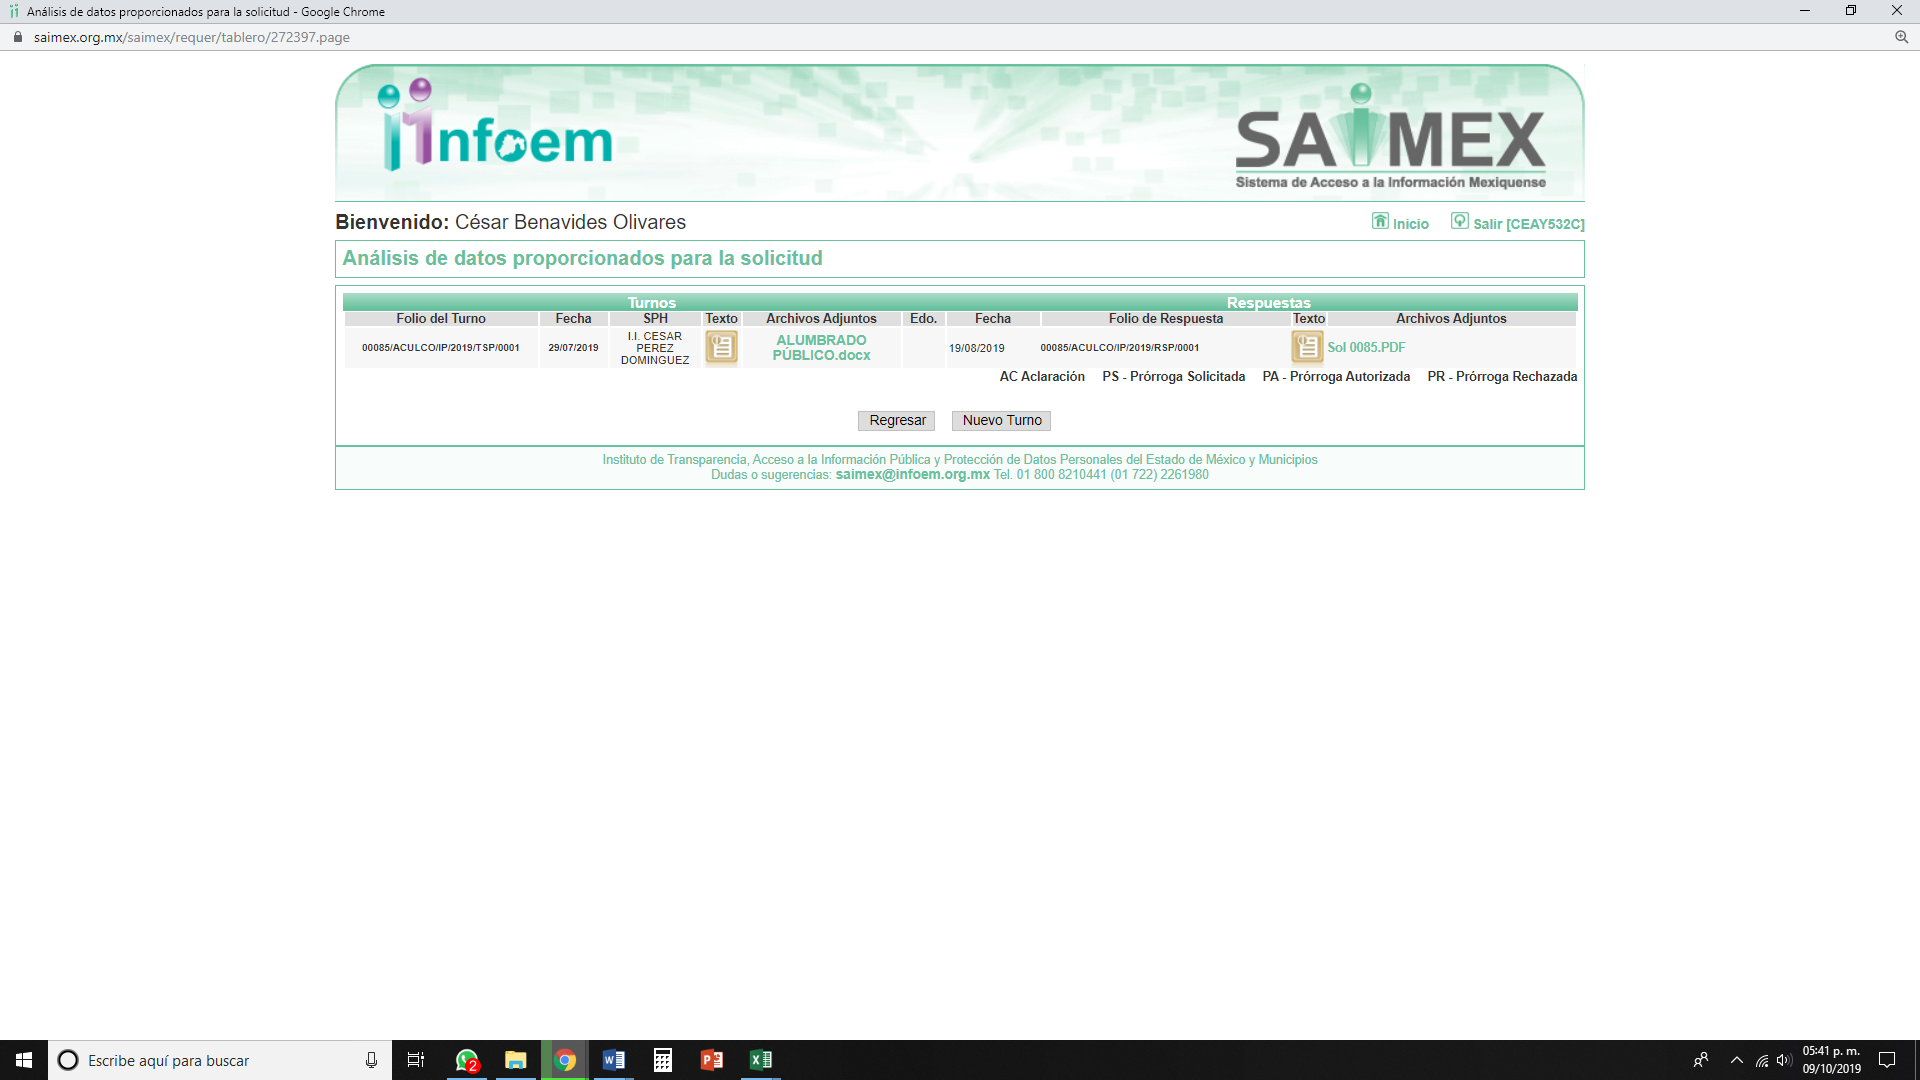 Análisis de datos proporcionados para la solicitud - Google Chrome
saimex.org.mx/saimex/requer/tablero/272397.page
infoem
SAIMEX
Sistema de Acceso a la Información Mexiquense
Bienvenido: César Benavides Olivares
Inicio Salir [CEAY532C]
Análisis de datos proporcionados para la solicitud
Turnos Respuestas
Folio del Turno Fecha SPH Texto Archivos Adjuntos Edo. Fecha Folio de Respuesta Texto Archivos Adjuntos
00085/ACULCO/IP/2019/TSP/0001 29/07/2019 I.I. CESAR PEREZ DOMINGUEZ ALUMBRADO PÚBLICO.docx 19/08/2019 00085/ACULCO/IP/2019/RSP/0001 Sol 0085.PDF
AC Aclaración PS - Prórroga Solicitada PA - Prórroga Autorizada PR - Prórroga Rechazada
Regresar Nuevo Turno
Instituto de Transparencia, Acceso a la Información Pública y Protección de Datos Personales del Estado de México y Municipios
Dudas o sugerencias: saimex@infoem.org.mx Tel. 01 800 8210441 (01 722) 2261980
Escribe aquí para buscar
2
05:41 p. m.
09/10/2019